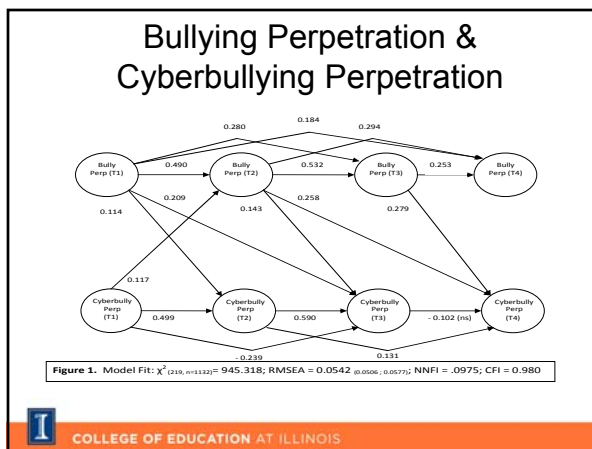 Bullying Perpetration &
Cyberbullying Perpetration
0.184
0.280
0.294
Bully
Perp (T1)
0.490
Bully
Perp (T2)
0.532
Bully
Perp (T3)
0.253
Bully
Perp (T4)
0.114
0.209
0.143
0.258
0.279
0.117
Cyberbully
Perp
(T1)
0.499
Cyberbully
Perp
(T2)
0.590
Cyberbully
Perp
(T3)
- 0.102 (ns)
Cyberbully
Perp
(T4)
- 0.239
0.131
Figure 1. Model Fit: χ² (219, n=1132)= 945.318; RMSEA = 0.0542 (0.0506 ; 0.0577); NNFI = .0975; CFI = 0.980
I
COLLEGE OF EDUCATION AT ILLINOIS